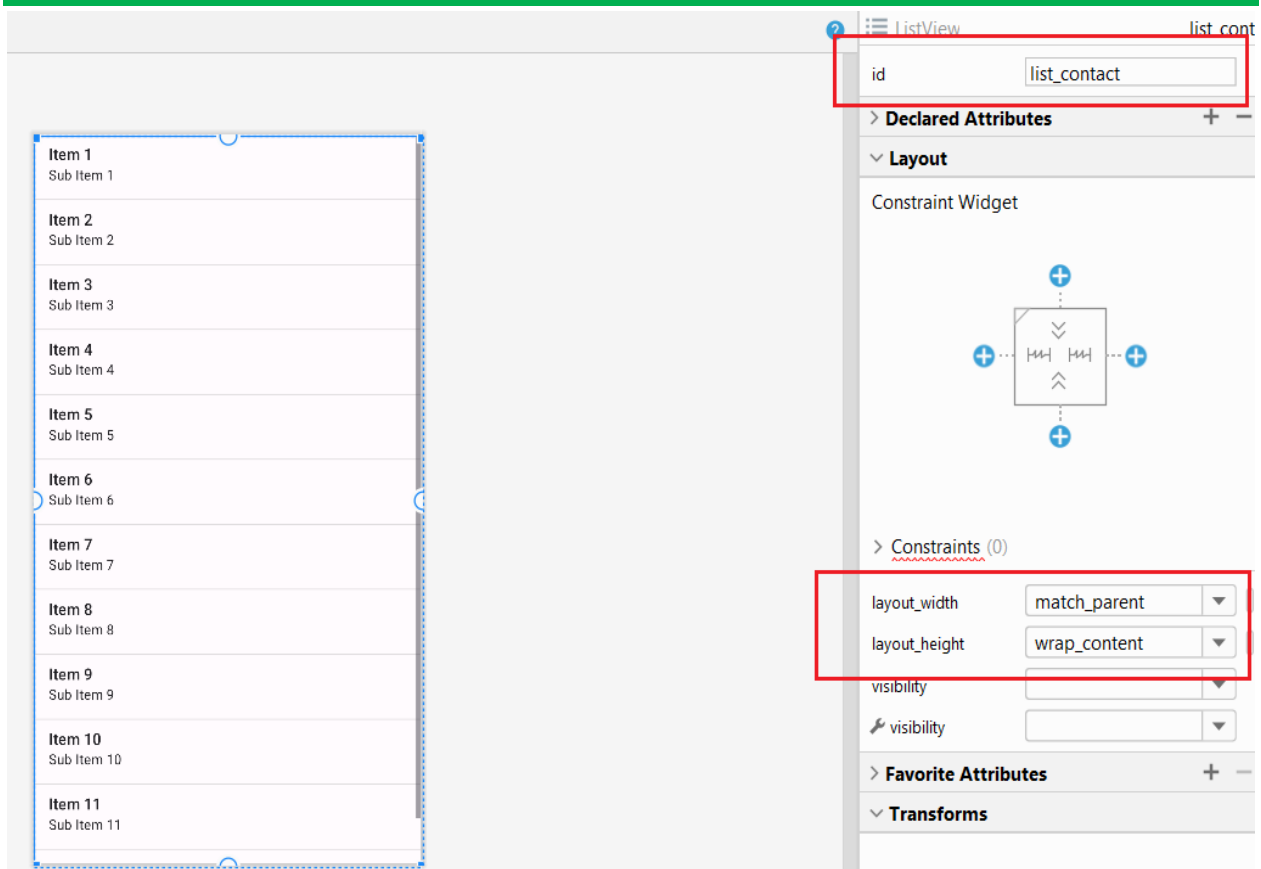 ?
ListView list_cont
id list_contact
Declared Attributes
Layout
Constraint Widget
Constraints (0)
layout_width match_parent
layout_height wrap_content
visibility
visibility
Favorite Attributes
Transforms
Item 1
Sub Item 1
Item 2
Sub Item 2
Item 3
Sub Item 3
Item 4
Sub Item 4
Item 5
Sub Item 5
Item 6
Sub Item 6
Item 7
Sub Item 7
Item 8
Sub Item 8
Item 9
Sub Item 9
Item 10
Sub Item 10
Item 11
Sub Item 11